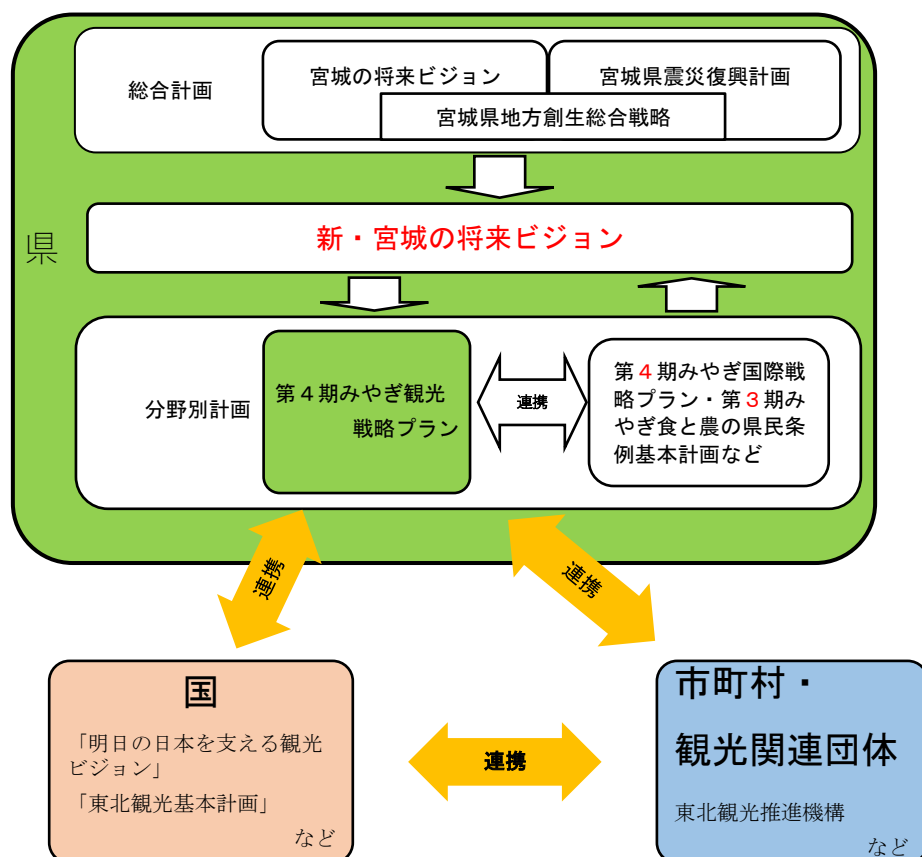 総合計画
宮城の将来ビジョン
宮城県震災復興計画
宮城県地方創生総合戦略
県
新・宮城の将来ビジョン
分野別計画
第４期みやぎ観光
戦略プラン
連携
第４期みやぎ国際戦
略プラン・第３期み
やぎ食と農の県民条
例基本計画など
連携
連携
国
「明日の日本を支える観光
ビジョン」
「東北観光基本計画」
など
連携
市町村・
観光関連団体
東北観光推進機構
など